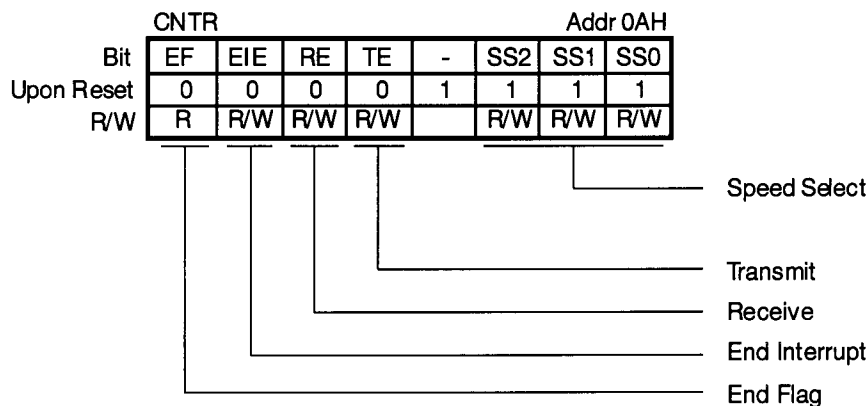 CNTR Addr 0AH
Bit EF EIE RE TE - SS2 SS1 SS0
Upon Reset 0 0 0 0 1 1 1 1
R/W R R/W R/W R/W R/W R/W R/W
Speed Select
Transmit
Receive
End Interrupt
End Flag